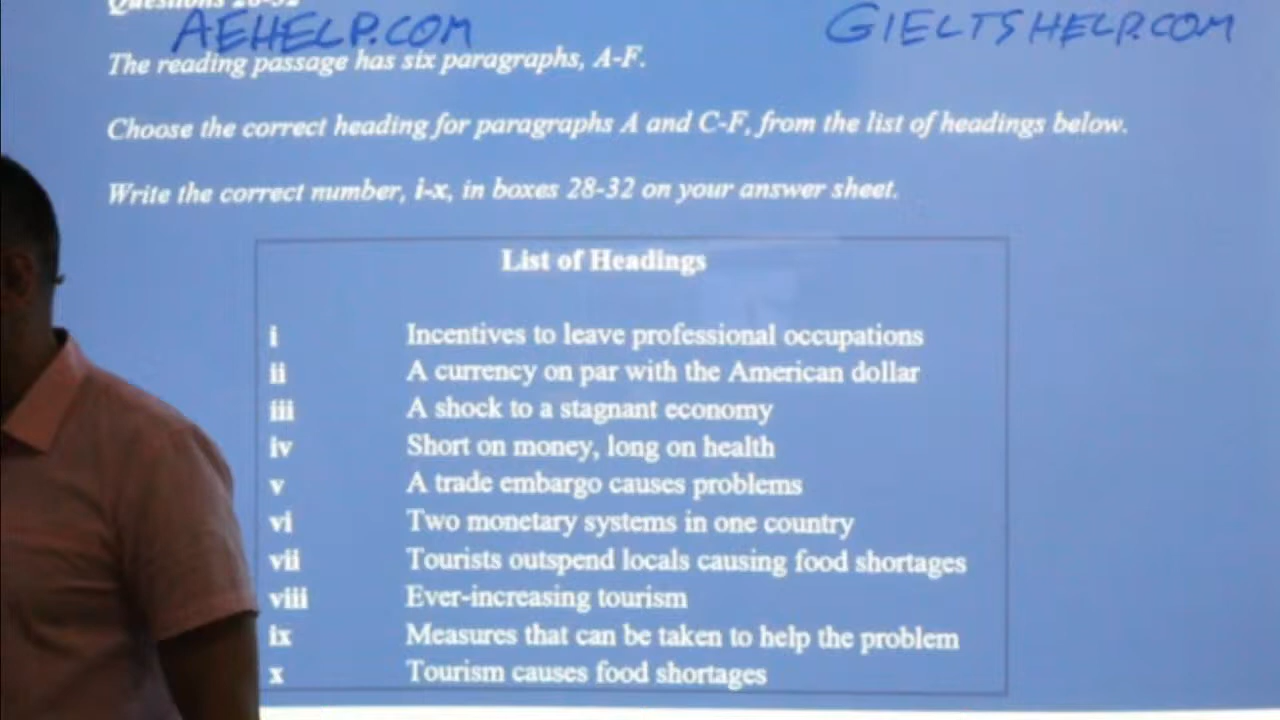 Questions 28-32
AEHELP.COM
GIELTSHELP.COM
The reading passage has six paragraphs, A-F.
Choose the correct heading for paragraphs A and C-F, from the list of headings below.
Write the correct number, i-x, in boxes 28-32 on your answer sheet.
List of Headings
i Incentives to leave professional occupations
ii A currency on par with the American dollar
iii A shock to a stagnant economy
iv Short on money, long on health
v A trade embargo causes problems
vi Two monetary systems in one country
vii Tourists outspend locals causing food shortages
viii Ever-increasing tourism
ix Measures that can be taken to help the problem
x Tourism causes food shortages